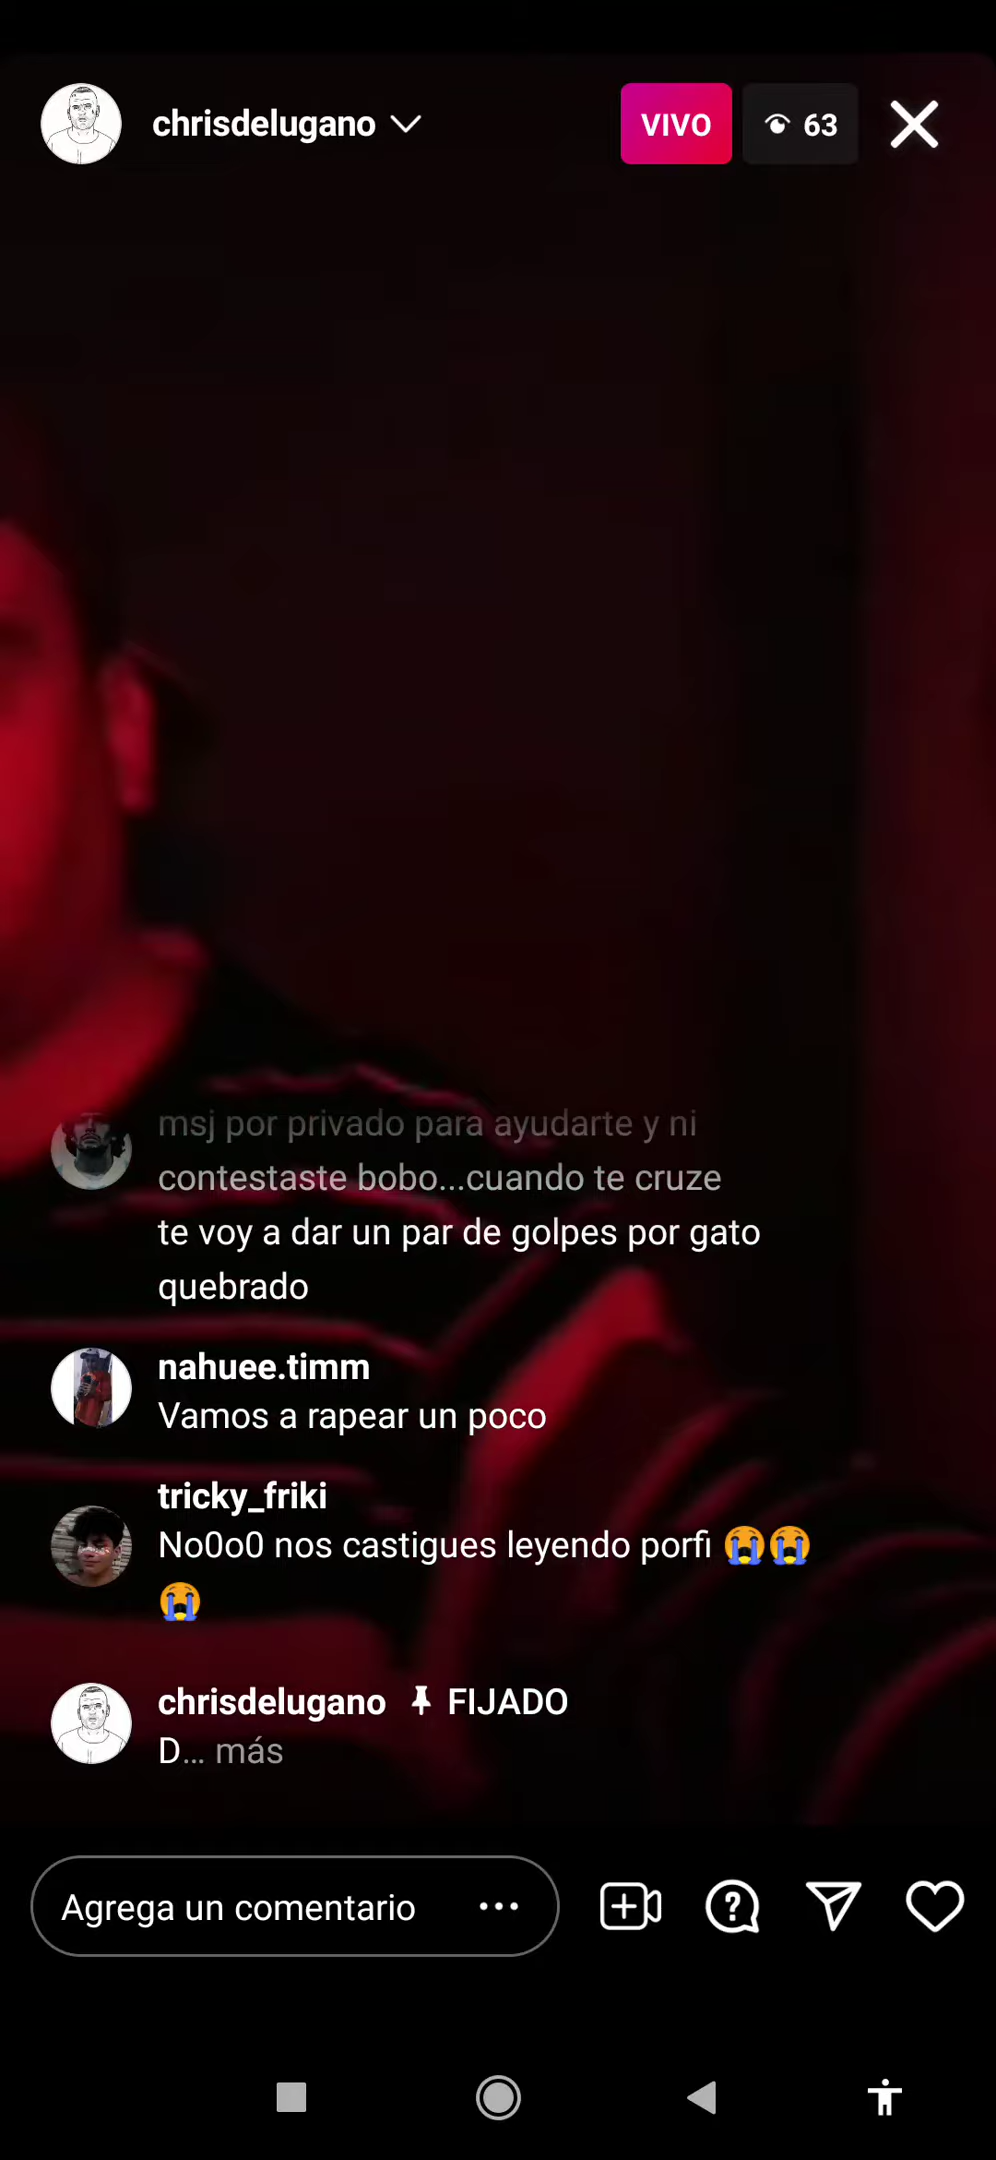 chrisdelugano
VIVO
63
msj por privado para ayudarte y ni
contestaste bobo...cuando te cruze
te voy a dar un par de golpes por gato
quebrado
nahuee.timm
Vamos a rapear un poco
tricky_friki
No0o0 nos castigues leyendo porfi 😭😭
😭
chrisdelugano FIJADO
D... más
Agrega un comentario